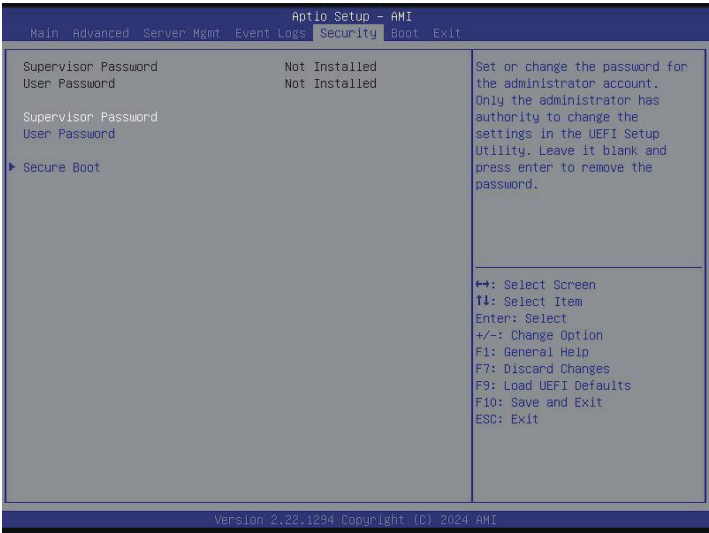 Aptio Setup – AMI
Main Advanced Server Mgmt Event Logs Security Boot Exit
Supervisor Password Not Installed
User Password Not Installed
Supervisor Password
User Password
Secure Boot
Set or change the password for
the administrator account.
Only the administrator has
authority to change the
settings in the UEFI Setup
Utility. Leave it blank and
press enter to remove the
password.
↔: Select Screen
↑↓: Select Item
Enter: Select
+/-: Change Option
F1: General Help
F7: Discard Changes
F9: Load UEFI Defaults
F10: Save and Exit
ESC: Exit
Version 2.22.1294 Copyright (C) 2024 AMI